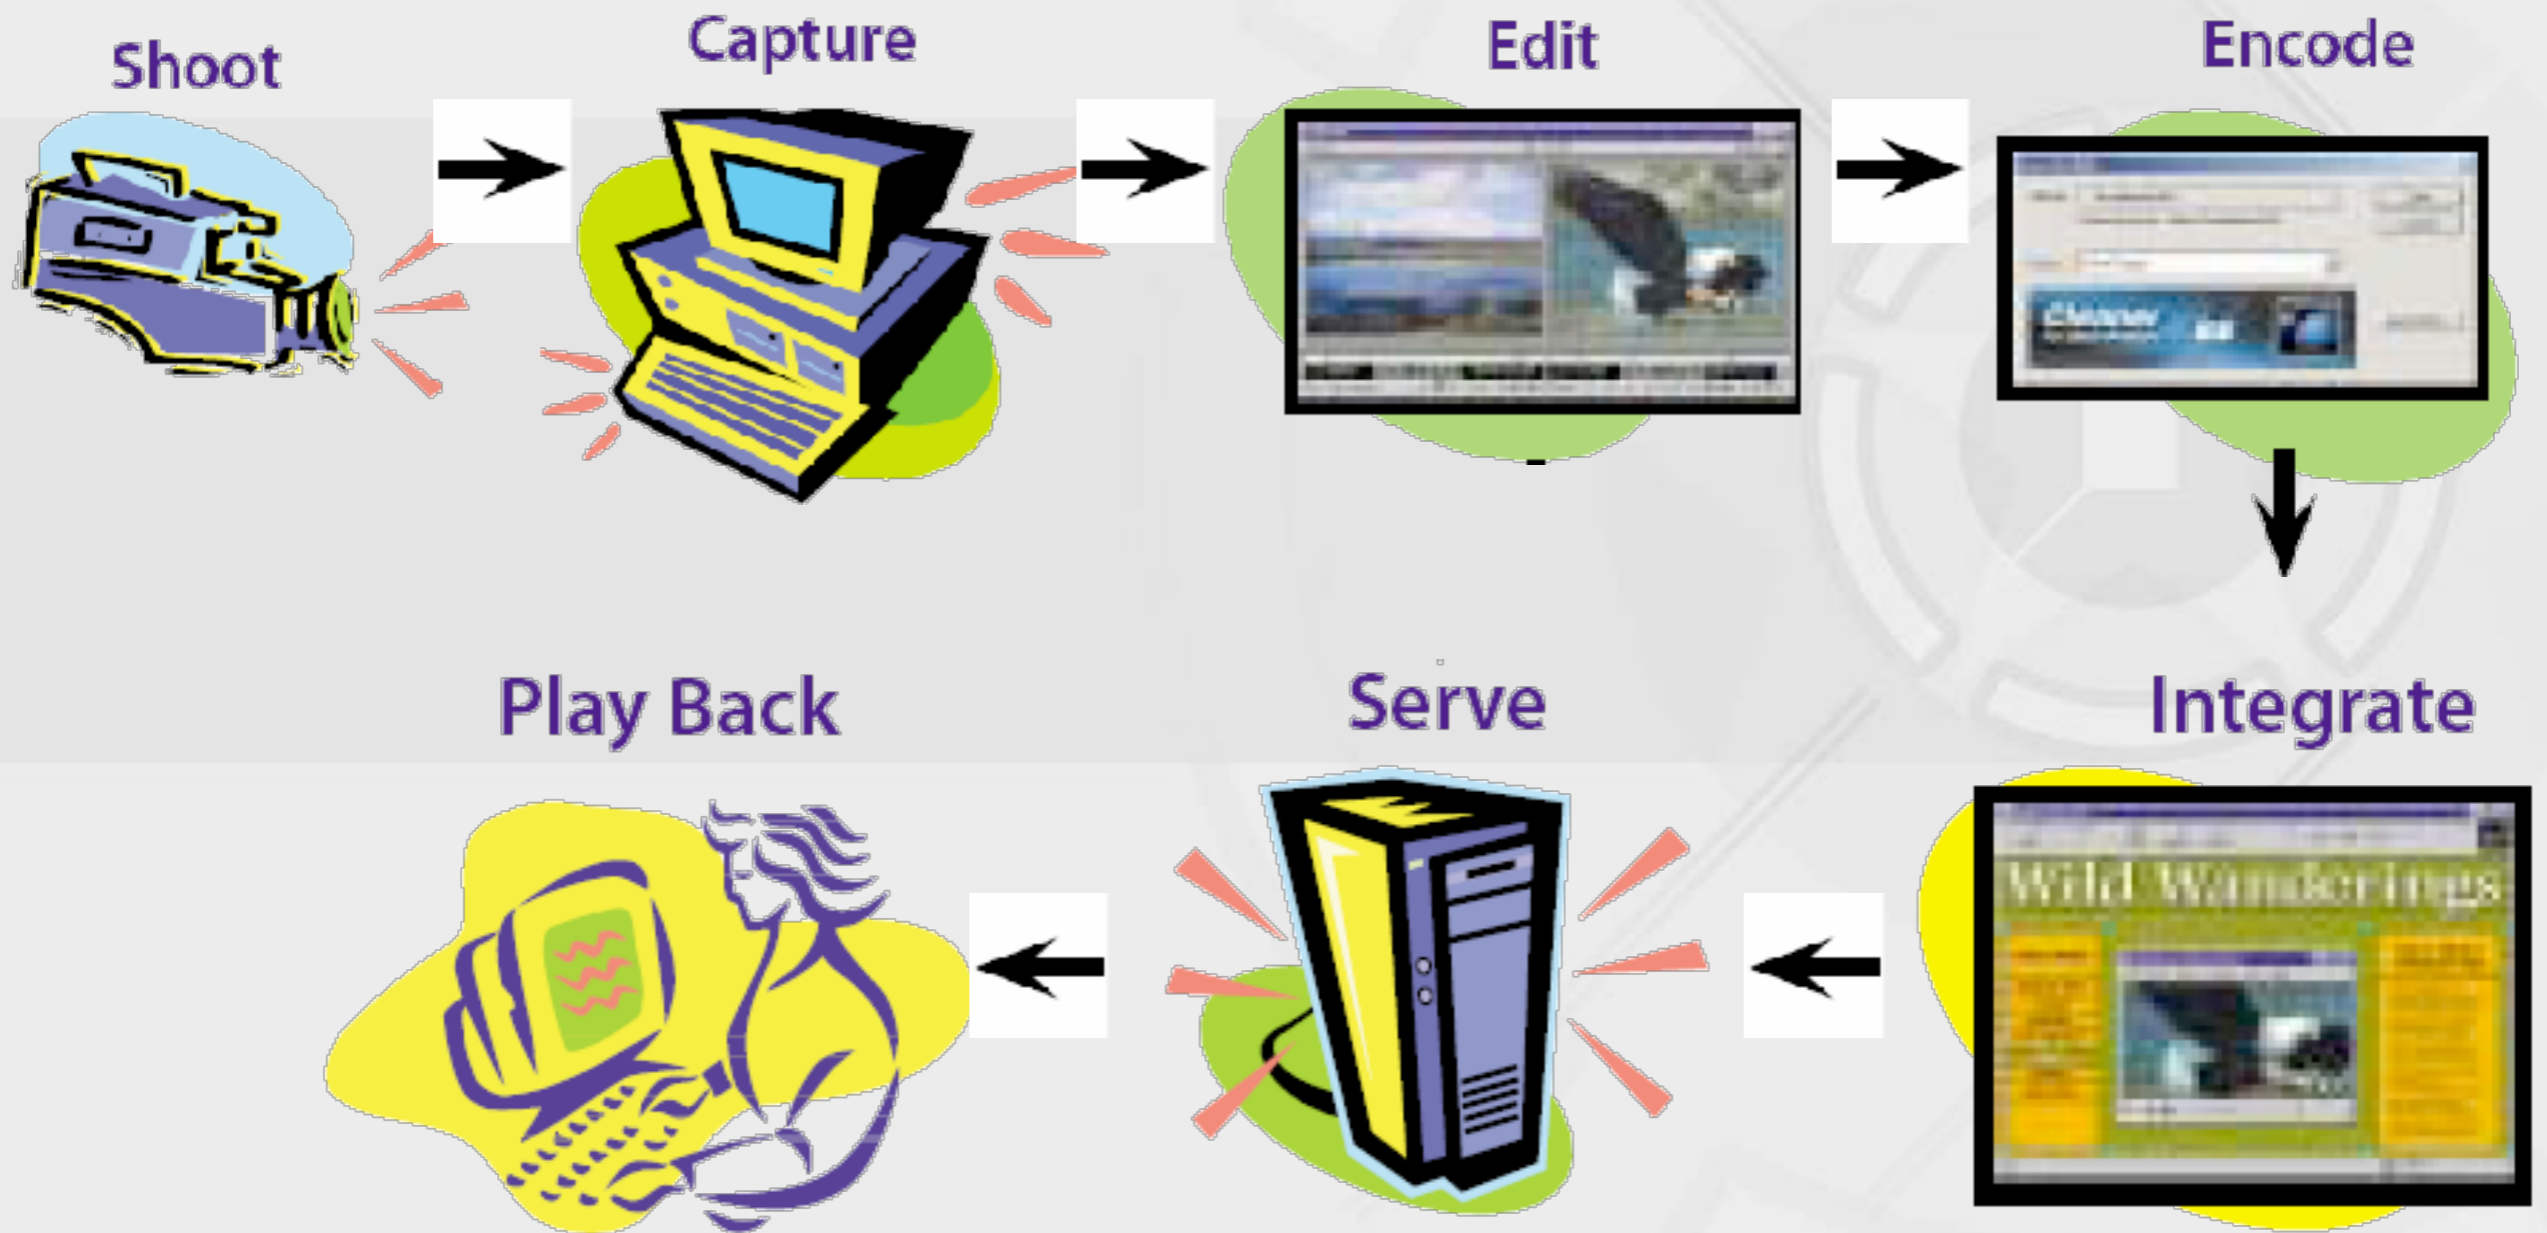 Shoot
Capture
Edit
Encode
Cleaner
Integrate
Serve
Play Back
Wild Wanderings